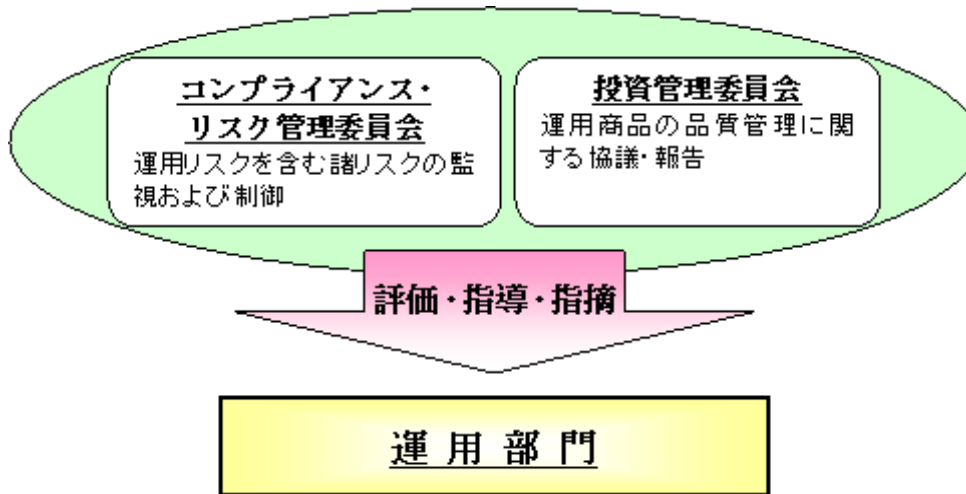 コンプライアンス・
リスク管理委員会
運用リスクを含む諸リスクの監
視および制御
投資管理委員会
運用商品の品質管理に関
する協議・報告
評価・指導・指摘
運用部門